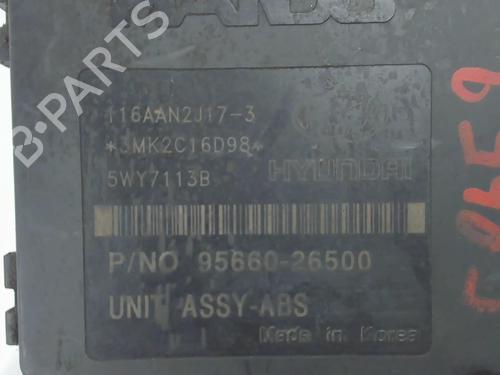 B-PARTS
116AAN2J17-3
*3MK2C16D98*
5WY7113B HYUNDAI
P/NO 95660-26500
UNIT ASSY-ABS
Made in Korea